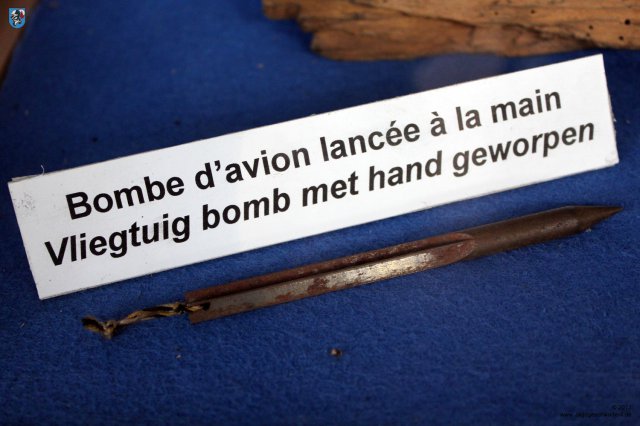 Bombe d'avion lancée à la main
Vliegtuig bomb met hand geworpen